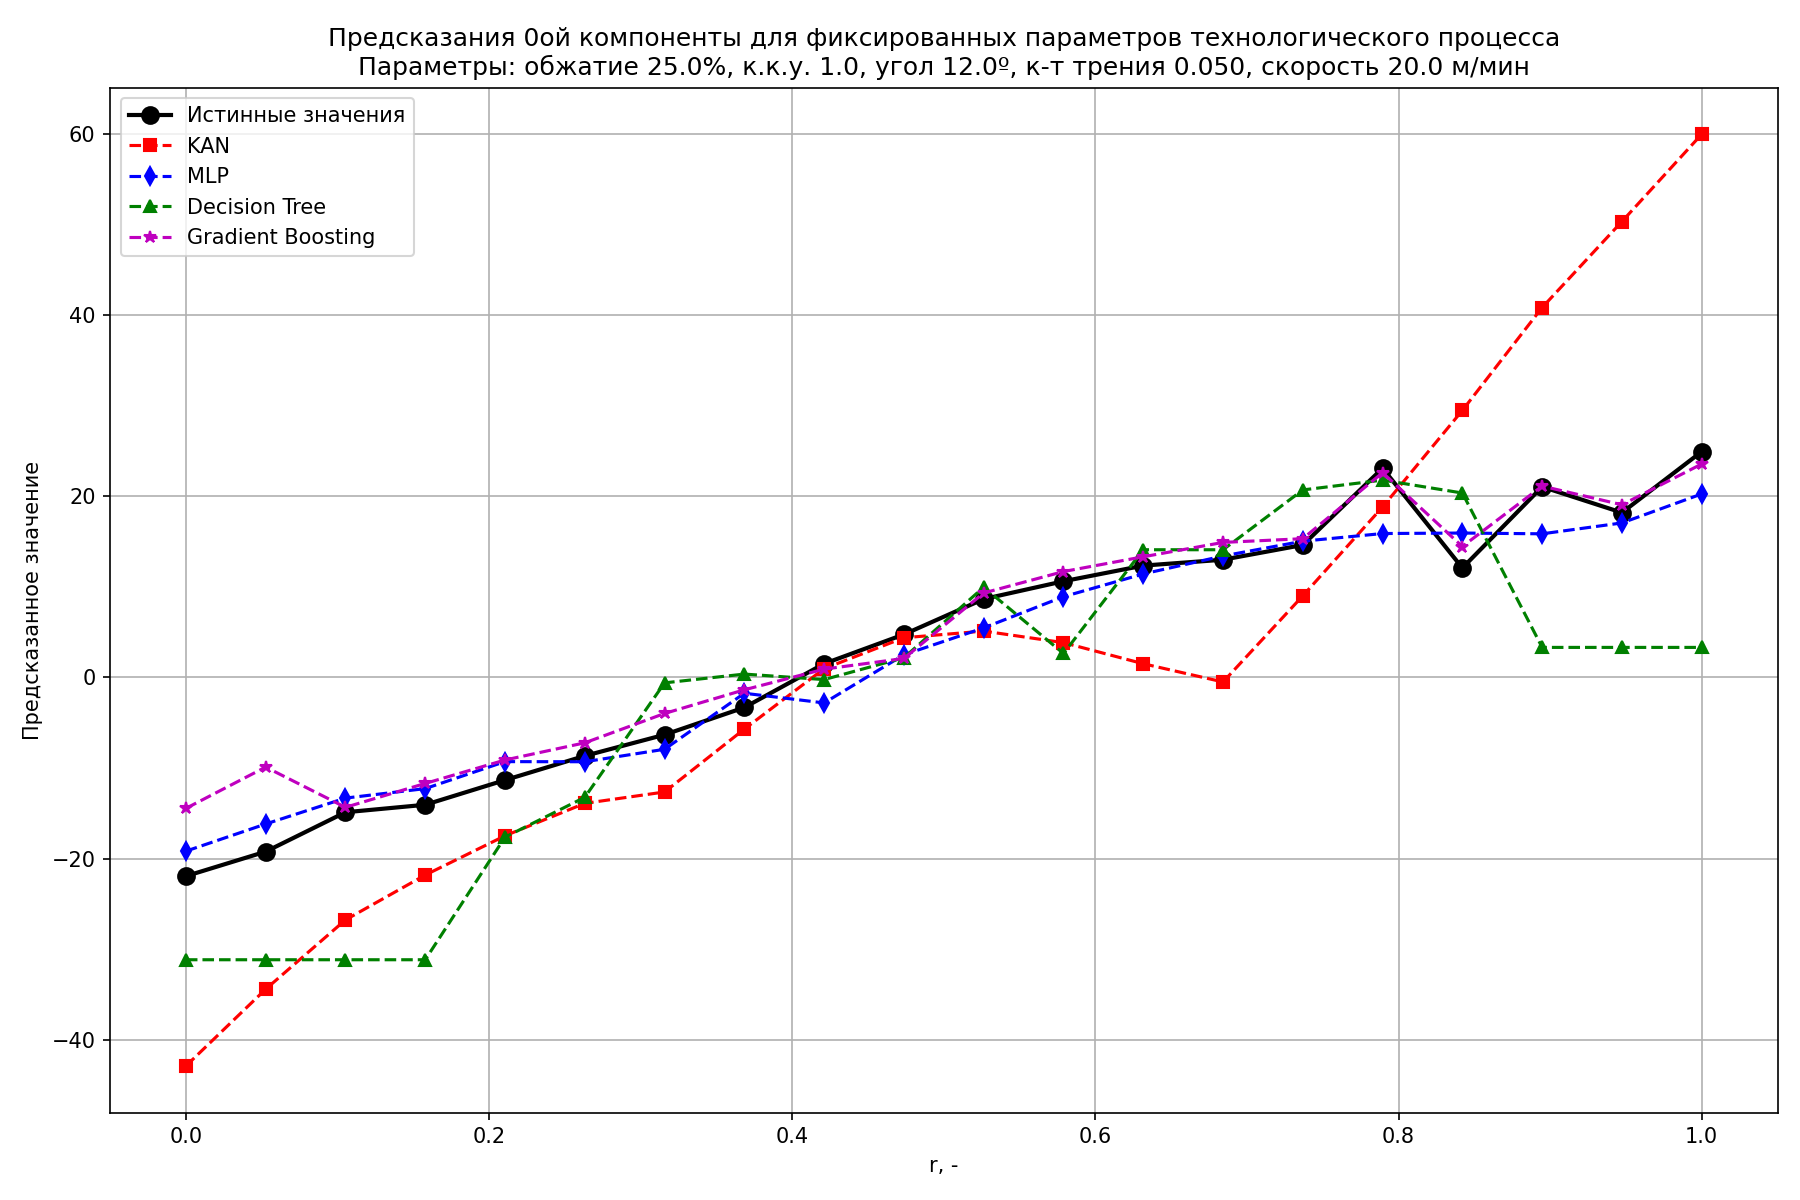 Предсказания 0ой компоненты для фиксированных параметров технологического процесса
Параметры: обжатие 25.0%, к.к.у. 1.0, угол 12.0º, к-т трения 0.050, скорость 20.0 м/мин
Истинные значения
KAN
MLP
Decision Tree
Gradient Boosting
Предсказанное значение
60
40
20
0
−20
−40
0.0
0.2
0.4
0.6
0.8
1.0
r, -